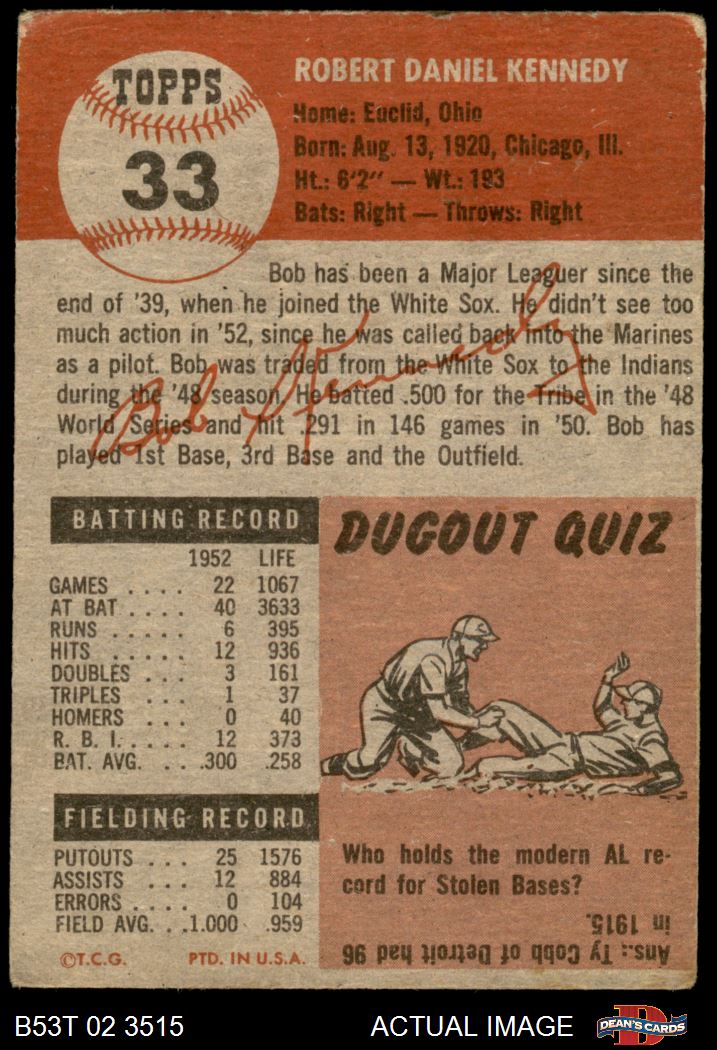 TOPPS
33
ROBERT DANIEL KENNEDY
Home: Euclid, Ohio
Born: Aug. 13, 1920, Chicago, Ill.
Ht.: 6'2" — Wt.: 193
Bats: Right — Throws: Right
Bob has been a Major Leaguer since the
end of '39, when he joined the White Sox. He didn't see too
much action in '52, since he was called back into the Marines
as a pilot. Bob was traded from the White Sox to the Indians
during the '48 season. He batted .500 for the Tribe in the '48
World Series and hit .291 in 146 games in '50. Bob has
played 1st Base, 3rd Base and the Outfield.
Bob Kennedy
BATTING RECORD
1952 LIFE
GAMES .... 22 1067
AT BAT .... 40 3633
RUNS ..... 6 395
HITS ..... 12 936
DOUBLES ... 3 161
TRIPLES ... 1 37
HOMERS ... 0 40
R. B. I. .... 12 373
BAT. AVG. ... .300 .258
FIELDING RECORD
PUTOUTS ... 25 1576
ASSISTS ... 12 884
ERRORS .... 0 104
FIELD AVG. ..1.000 .959
©T.C.G. PTD. IN U.S.A.
DUGOUT QUIZ
Who holds the modern AL re-
cord for Stolen Bases?
Ans.: Ty Cobb of Detroit had 96
in 1915.
B53T 02 3515 ACTUAL IMAGE
D
DEAN'S CARDS